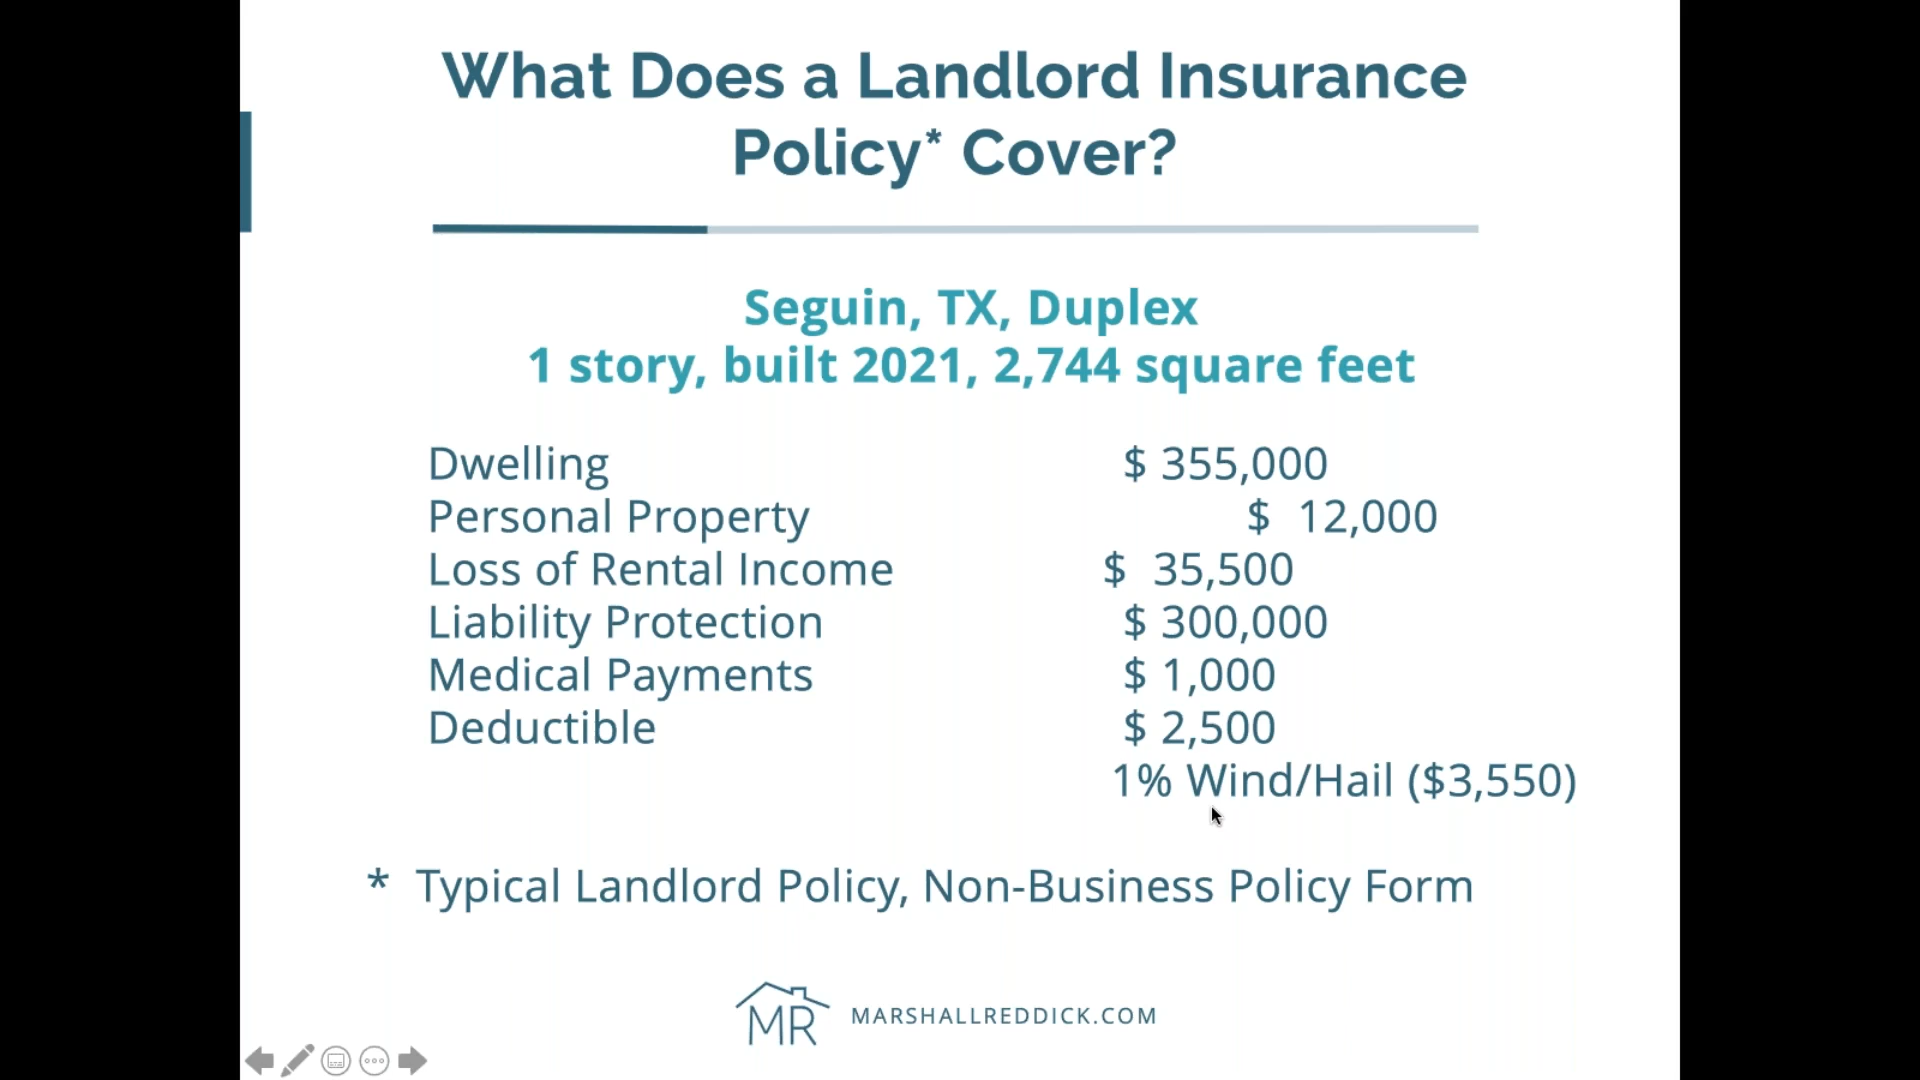 What Does a Landlord Insurance
Policy* Cover?
Seguin, TX, Duplex
1 story, built 2021, 2,744 square feet
Dwelling $ 355,000
Personal Property $ 12,000
Loss of Rental Income $ 35,500
Liability Protection $ 300,000
Medical Payments $ 1,000
Deductible $ 2,500
1% Wind/Hail ($3,550)
* Typical Landlord Policy, Non-Business Policy Form
MR MARSHALLREDDICK.COM